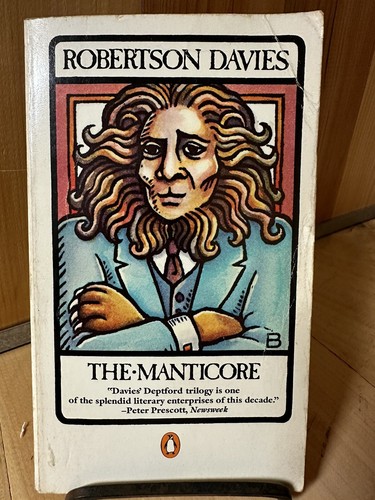 ROBERTSON DAVIES
B
THE·MANTICORE
"Davies' Deptford trilogy is one
of the splendid literary enterprises of this decade."
–Peter Prescott, Newsweek